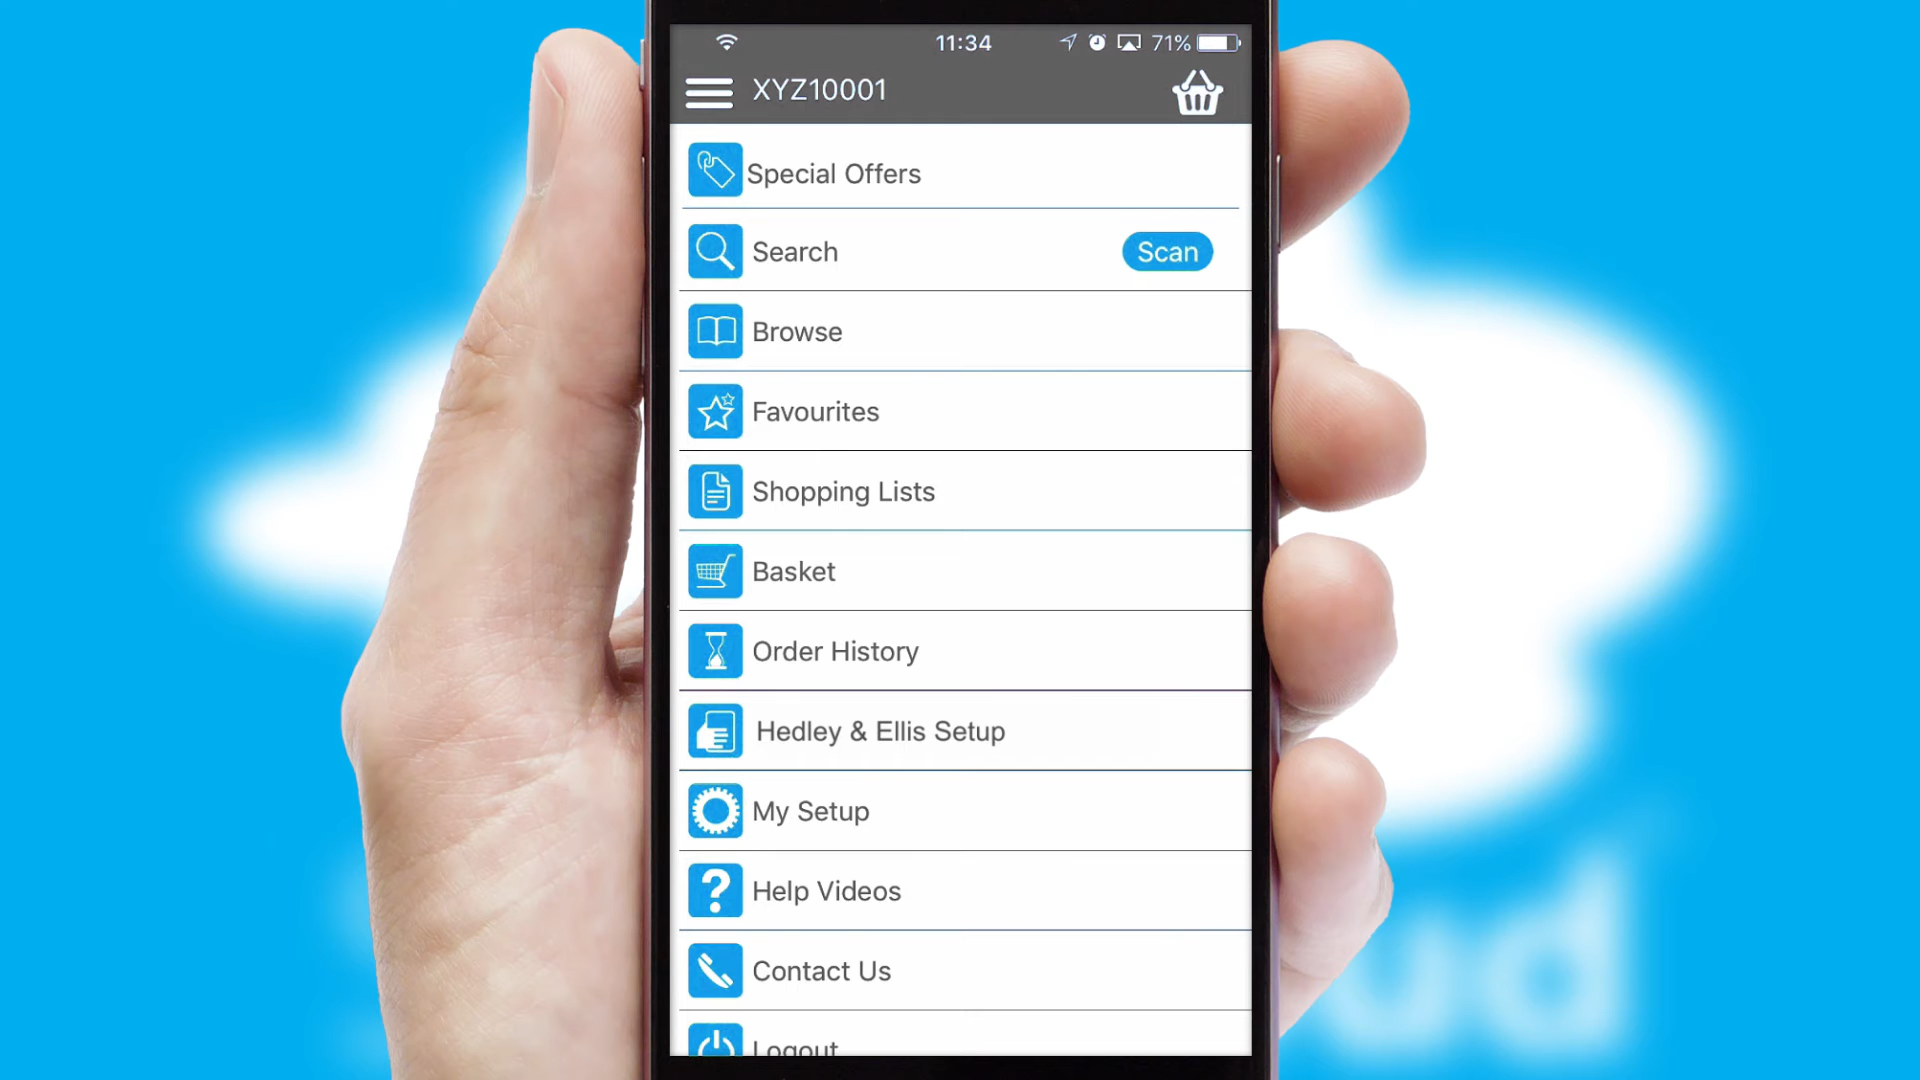 11:34
71%
XYZ10001
Special Offers
Search
Scan
Browse
Favourites
Shopping Lists
Basket
Order History
Hedley & Ellis Setup
My Setup
Help Videos
Contact Us
Logout